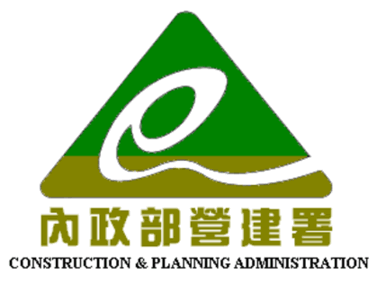 內政部營建署
CONSTRUCTION & PLANNING ADMINISTRATION